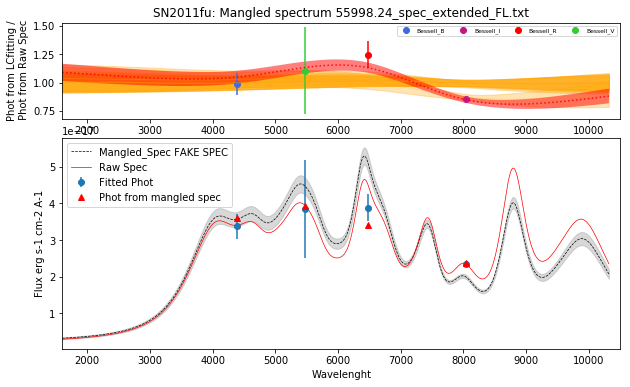 SN2011fu: Mangled spectrum 55998.24_spec_extended_FL.txt
Phot from LCfitting /
Phot from Raw Spec
1.50
1.25
1.00
0.75
Bessell_B
Bessell_I
Bessell_R
Bessell_V
2000 3000 4000 5000 6000 7000 8000 9000 10000
1e-17
Flux erg s-1 cm-2 A-1
5
4
3
2
1
Mangled_Spec FAKE SPEC
Raw Spec
Fitted Phot
Phot from mangled spec
2000 3000 4000 5000 6000 7000 8000 9000 10000
Wavelenght